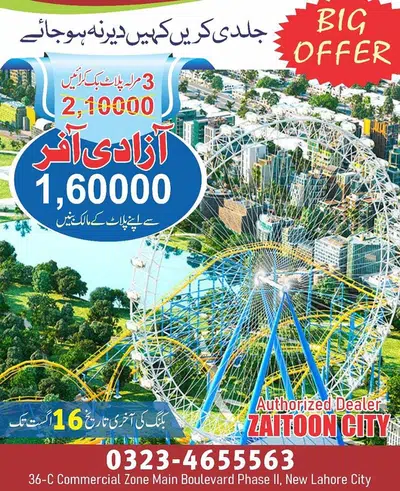 جلدی کریں کہیں دیر نہ ہو جائے
BIG
OFFER
3 مرلہ پلاٹ بک کرائیں
2,10000
آزادی آفر
1,60000
سے اپنے پلاٹ کے مالک بنیں
بکنگ کی آخری تاریخ 16 اگست تک
Authorized Dealer
ZAITOON CITY
0323-4655563
36-C Commercial Zone Main Boulevard Phase II, New Lahore City